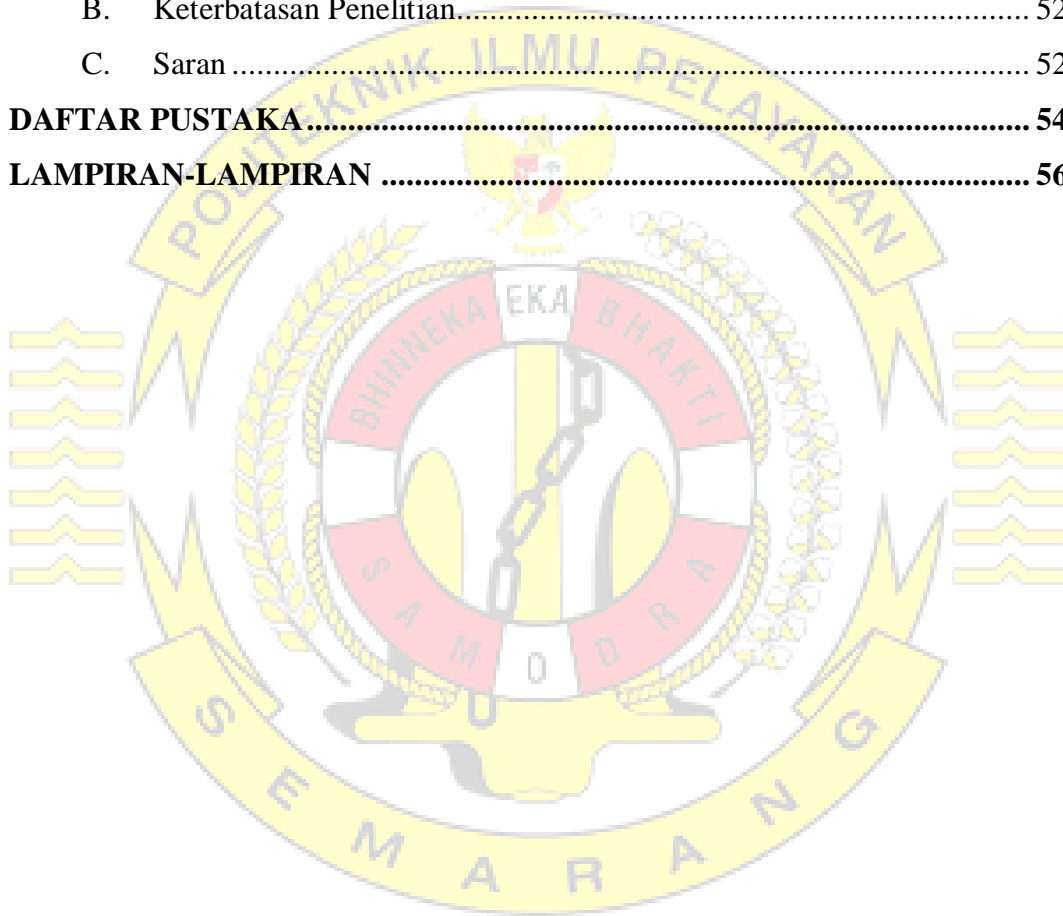 B. Keterbatasan Penelitian.......................................................................... 52
C. Saran ...................................................................................................... 52
DAFTAR PUSTAKA............................................................................................ 54
LAMPIRAN-LAMPIRAN .................................................................................. 56
POLITEKNIK ILMU PELAYARAN
BHINNEKA EKA BHAKTI
SAMODRA
SEMARANG